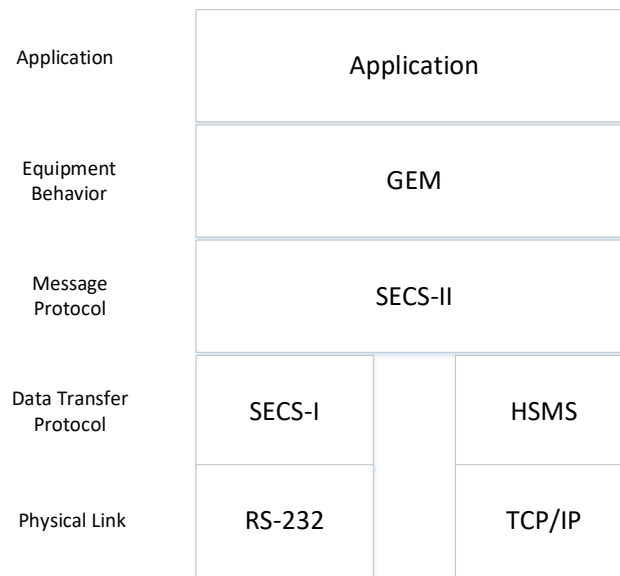 Application
Application
Equipment
Behavior
GEM
Message
Protocol
SECS-II
Data Transfer
Protocol
SECS-I
HSMS
Physical Link
RS-232
TCP/IP